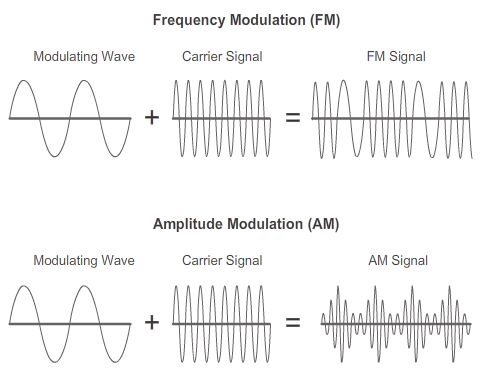 Frequency Modulation (FM)
Modulating Wave
Carrier Signal
FM Signal
+
=
Amplitude Modulation (AM)
Modulating Wave
Carrier Signal
AM Signal
+
=